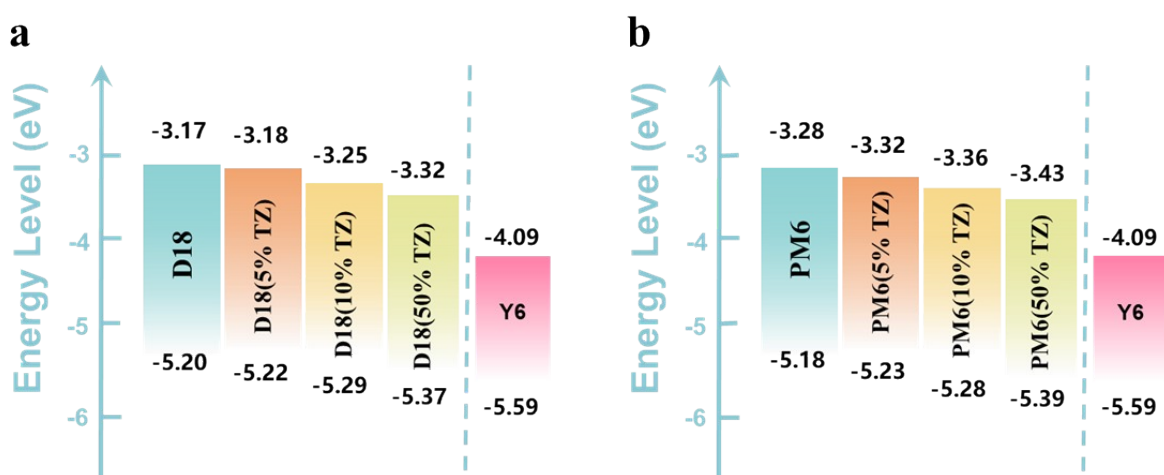 a
Energy Level (eV)
-3
-4
-5
-6
-3.17
D18
-5.20
-3.18
D18(5% TZ)
-5.22
-3.25
D18(10% TZ)
-5.29
-3.32
D18(50% TZ)
-5.37
-4.09
Y6
-5.59
b
Energy Level (eV)
-3
-4
-5
-6
-3.28
PM6
-5.18
-3.32
PM6(5% TZ)
-5.23
-3.36
PM6(10% TZ)
-5.28
-3.43
PM6(50% TZ)
-5.39
-4.09
Y6
-5.59